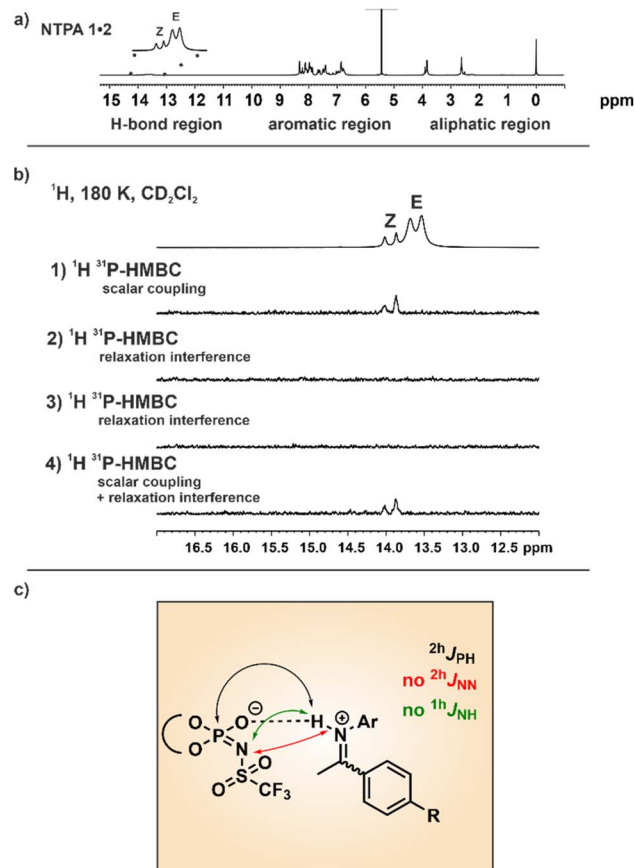 a)
NTPA 1•2
Z E
15 14 13 12 11 10 9 8 7 6 5 4 3 2 1 0 ppm
H-bond region aromatic region aliphatic region
b)
¹H, 180 K, CD₂Cl₂
Z E
1) ¹H ³¹P-HMBC
scalar coupling
2) ¹H ³¹P-HMBC
relaxation interference
3) ¹H ³¹P-HMBC
relaxation interference
4) ¹H ³¹P-HMBC
scalar coupling
+ relaxation interference
16.5 16.0 15.5 15.0 14.5 14.0 13.5 13.0 12.5 ppm
c)
²ʰJPH
no ²ʰJNN
no ¹ʰJNH
O O⊖ H ⊕ Ar
P N
O N
O
S
O CF₃
R